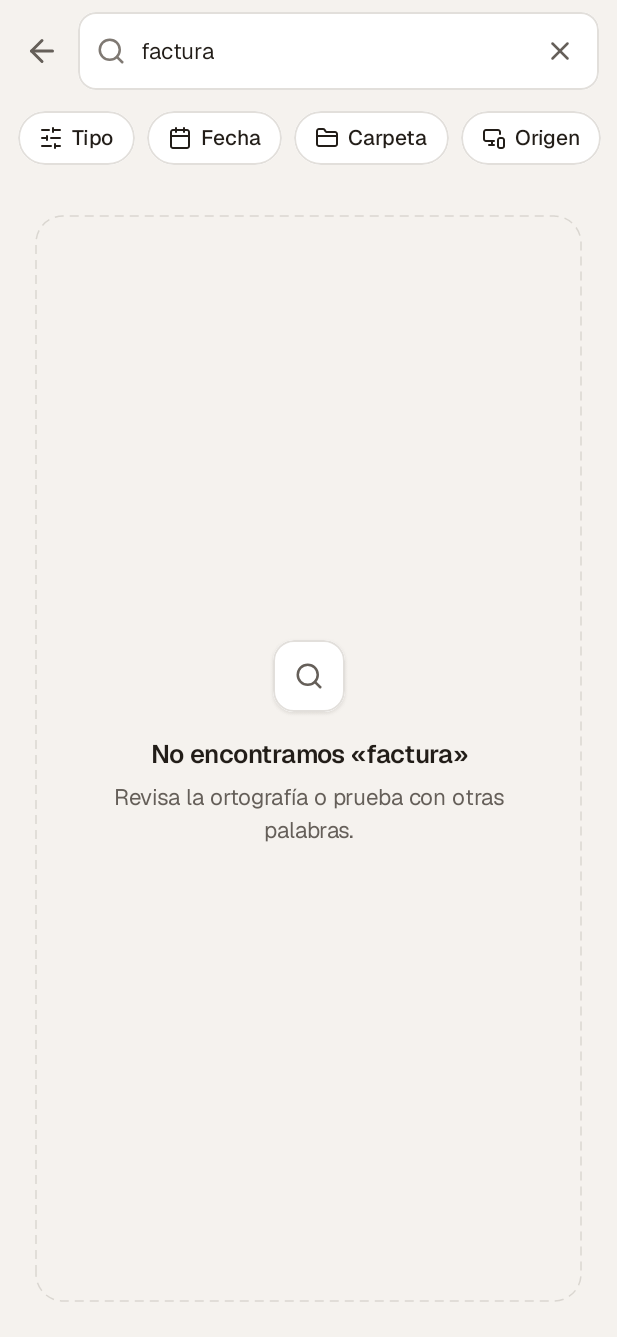 factura
Tipo
Fecha
Carpeta
Origen
No encontramos «factura»
Revisa la ortografía o prueba con otras
palabras.